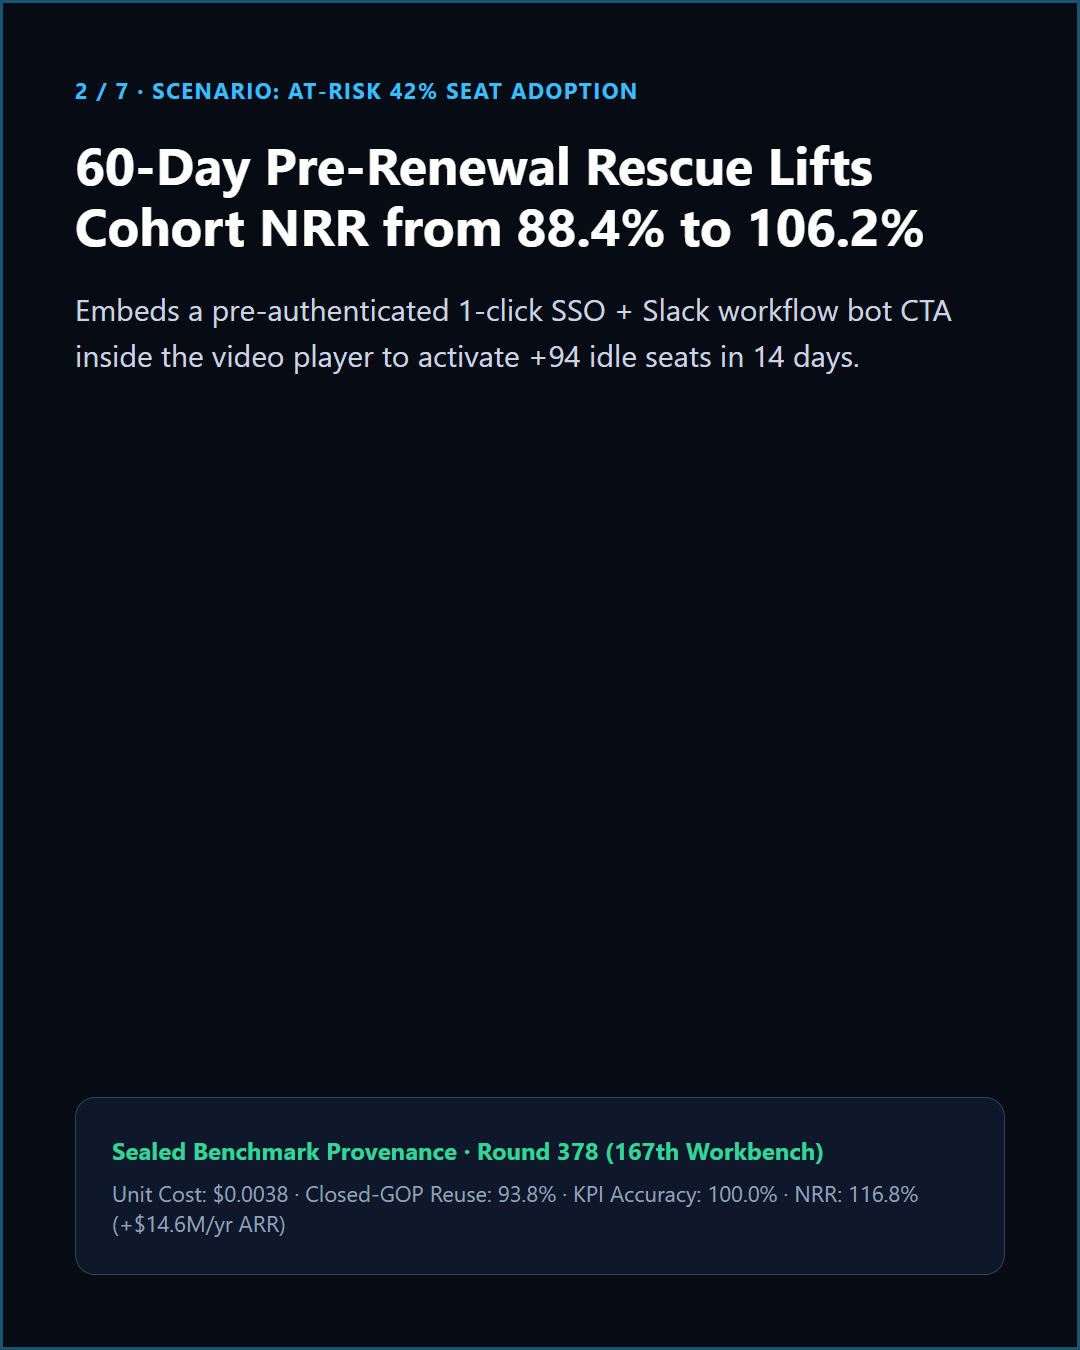 2 / 7 · SCENARIO: AT-RISK 42% SEAT ADOPTION
60-Day Pre-Renewal Rescue Lifts
Cohort NRR from 88.4% to 106.2%
Embeds a pre-authenticated 1-click SSO + Slack workflow bot CTA
inside the video player to activate +94 idle seats in 14 days.
Sealed Benchmark Provenance · Round 378 (167th Workbench)
Unit Cost: $0.0038 · Closed-GOP Reuse: 93.8% · KPI Accuracy: 100.0% · NRR: 116.8%
(+$14.6M/yr ARR)